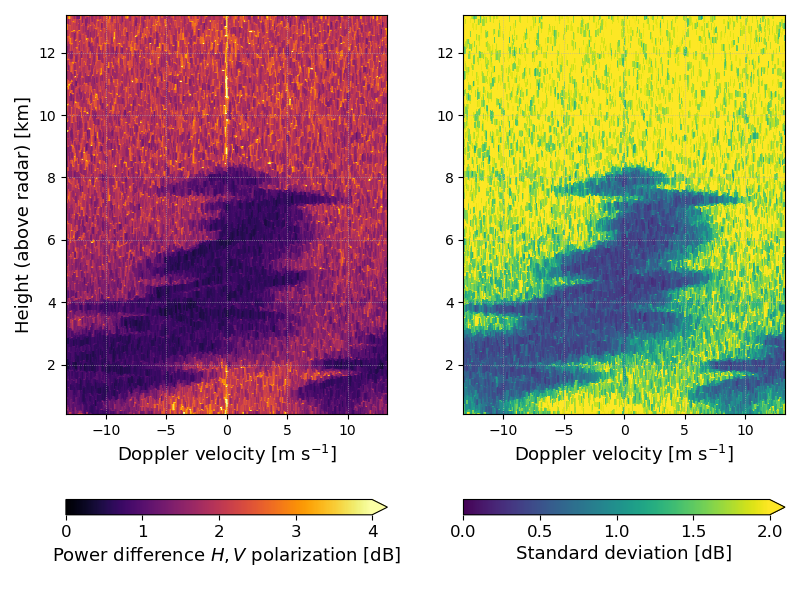 12
10
8
6
4
2
Height (above radar) [km]
−10 −5 0 5 10
Doppler velocity [m s⁻¹]
0 1 2 3 4
Power difference H, V polarization [dB]
12
10
8
6
4
2
−10 −5 0 5 10
Doppler velocity [m s⁻¹]
0.0 0.5 1.0 1.5 2.0
Standard deviation [dB]